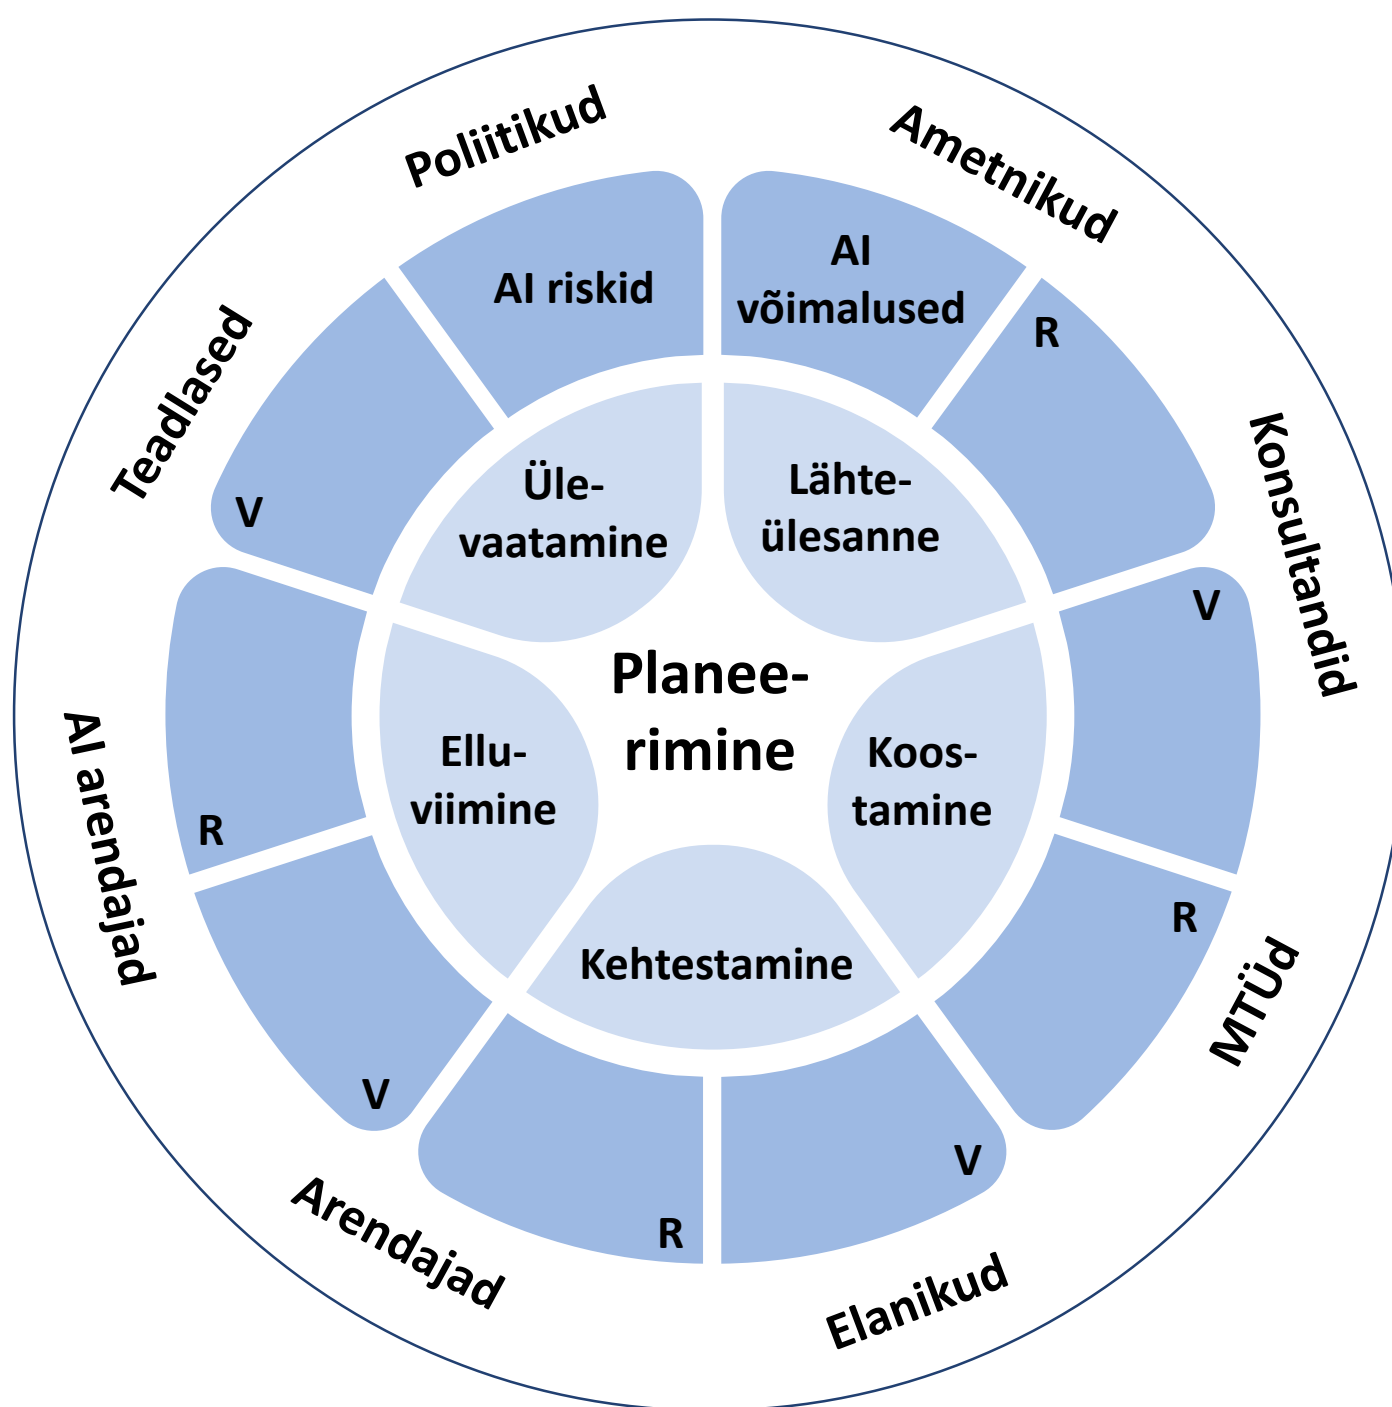 Poliitikud
Ametnikud
Konsultandid
MTÜd
Elanikud
Arendajad
AI arendajad
Teadlased
AI riskid
AI
võimalused
R
V
R
V
R
V
R
V
Üle-
vaatamine
Lähte-
ülesanne
Koos-
tamine
Kehtestamine
Ellu-
viimine
Planee-
rimine